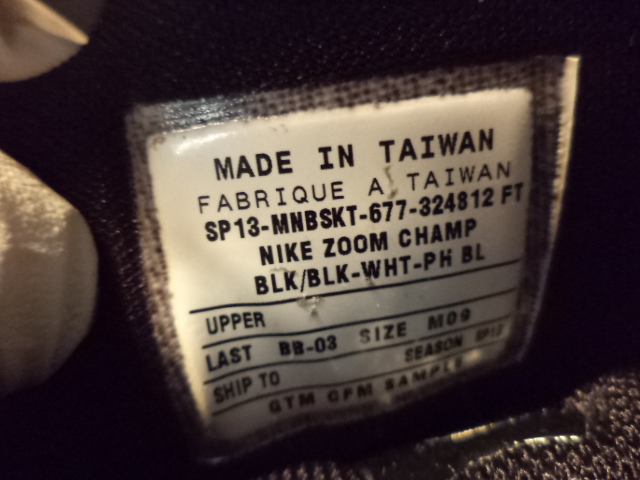 MADE IN TAIWAN
FABRIQUE A TAIWAN
SP13-MNBSKT-677-324812 FT
NIKE ZOOM CHAMP
BLK/BLK-WHT-PH BL
UPPER
LAST BB-03 SIZE M09
SHIP TO SEASON SP13
GTM CFM SAMPLE